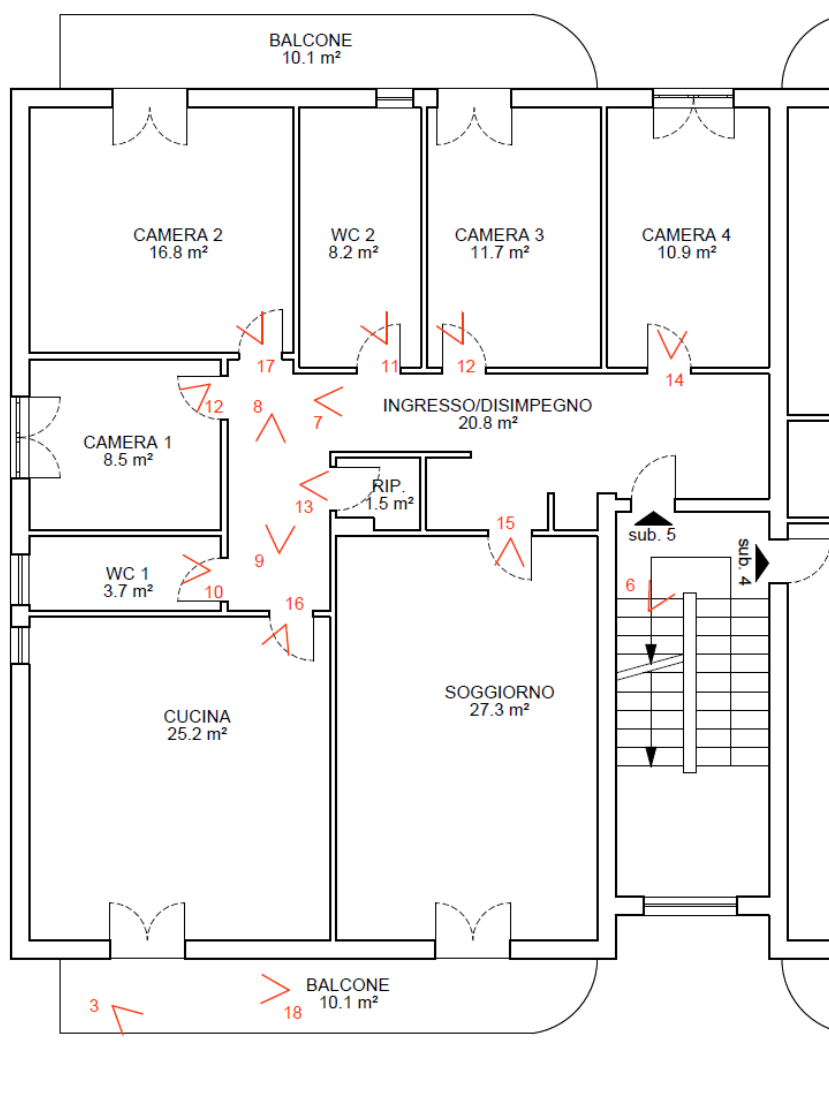 BALCONE
10.1 m²
CAMERA 2
16.8 m²
WC 2
8.2 m²
CAMERA 3
11.7 m²
CAMERA 4
10.9 m²
17
11
12
14
12
8
7
INGRESSO/DISIMPEGNO
20.8 m²
CAMERA 1
8.5 m²
RIP.
1.5 m²
13
15
sub. 5
sub. 4
9
WC 1
3.7 m²
10
6
16
SOGGIORNO
27.3 m²
CUCINA
25.2 m²
BALCONE
10.1 m²
3
18